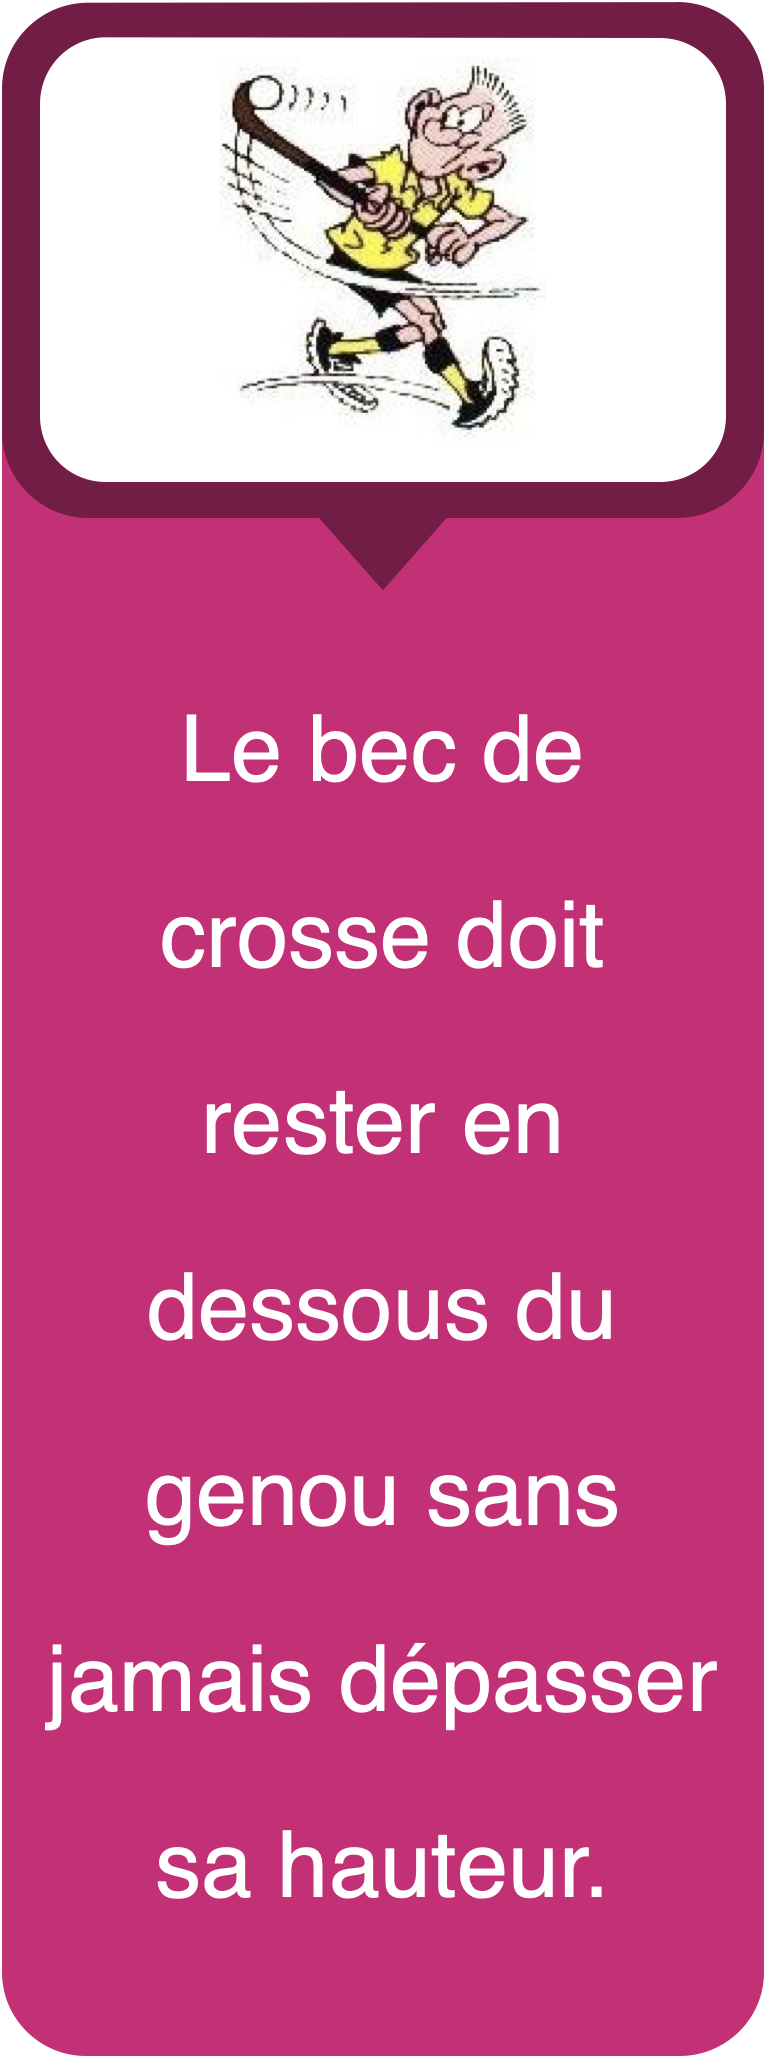 Le bec de
crosse doit
rester en
dessous du
genou sans
jamais dépasser
sa hauteur.